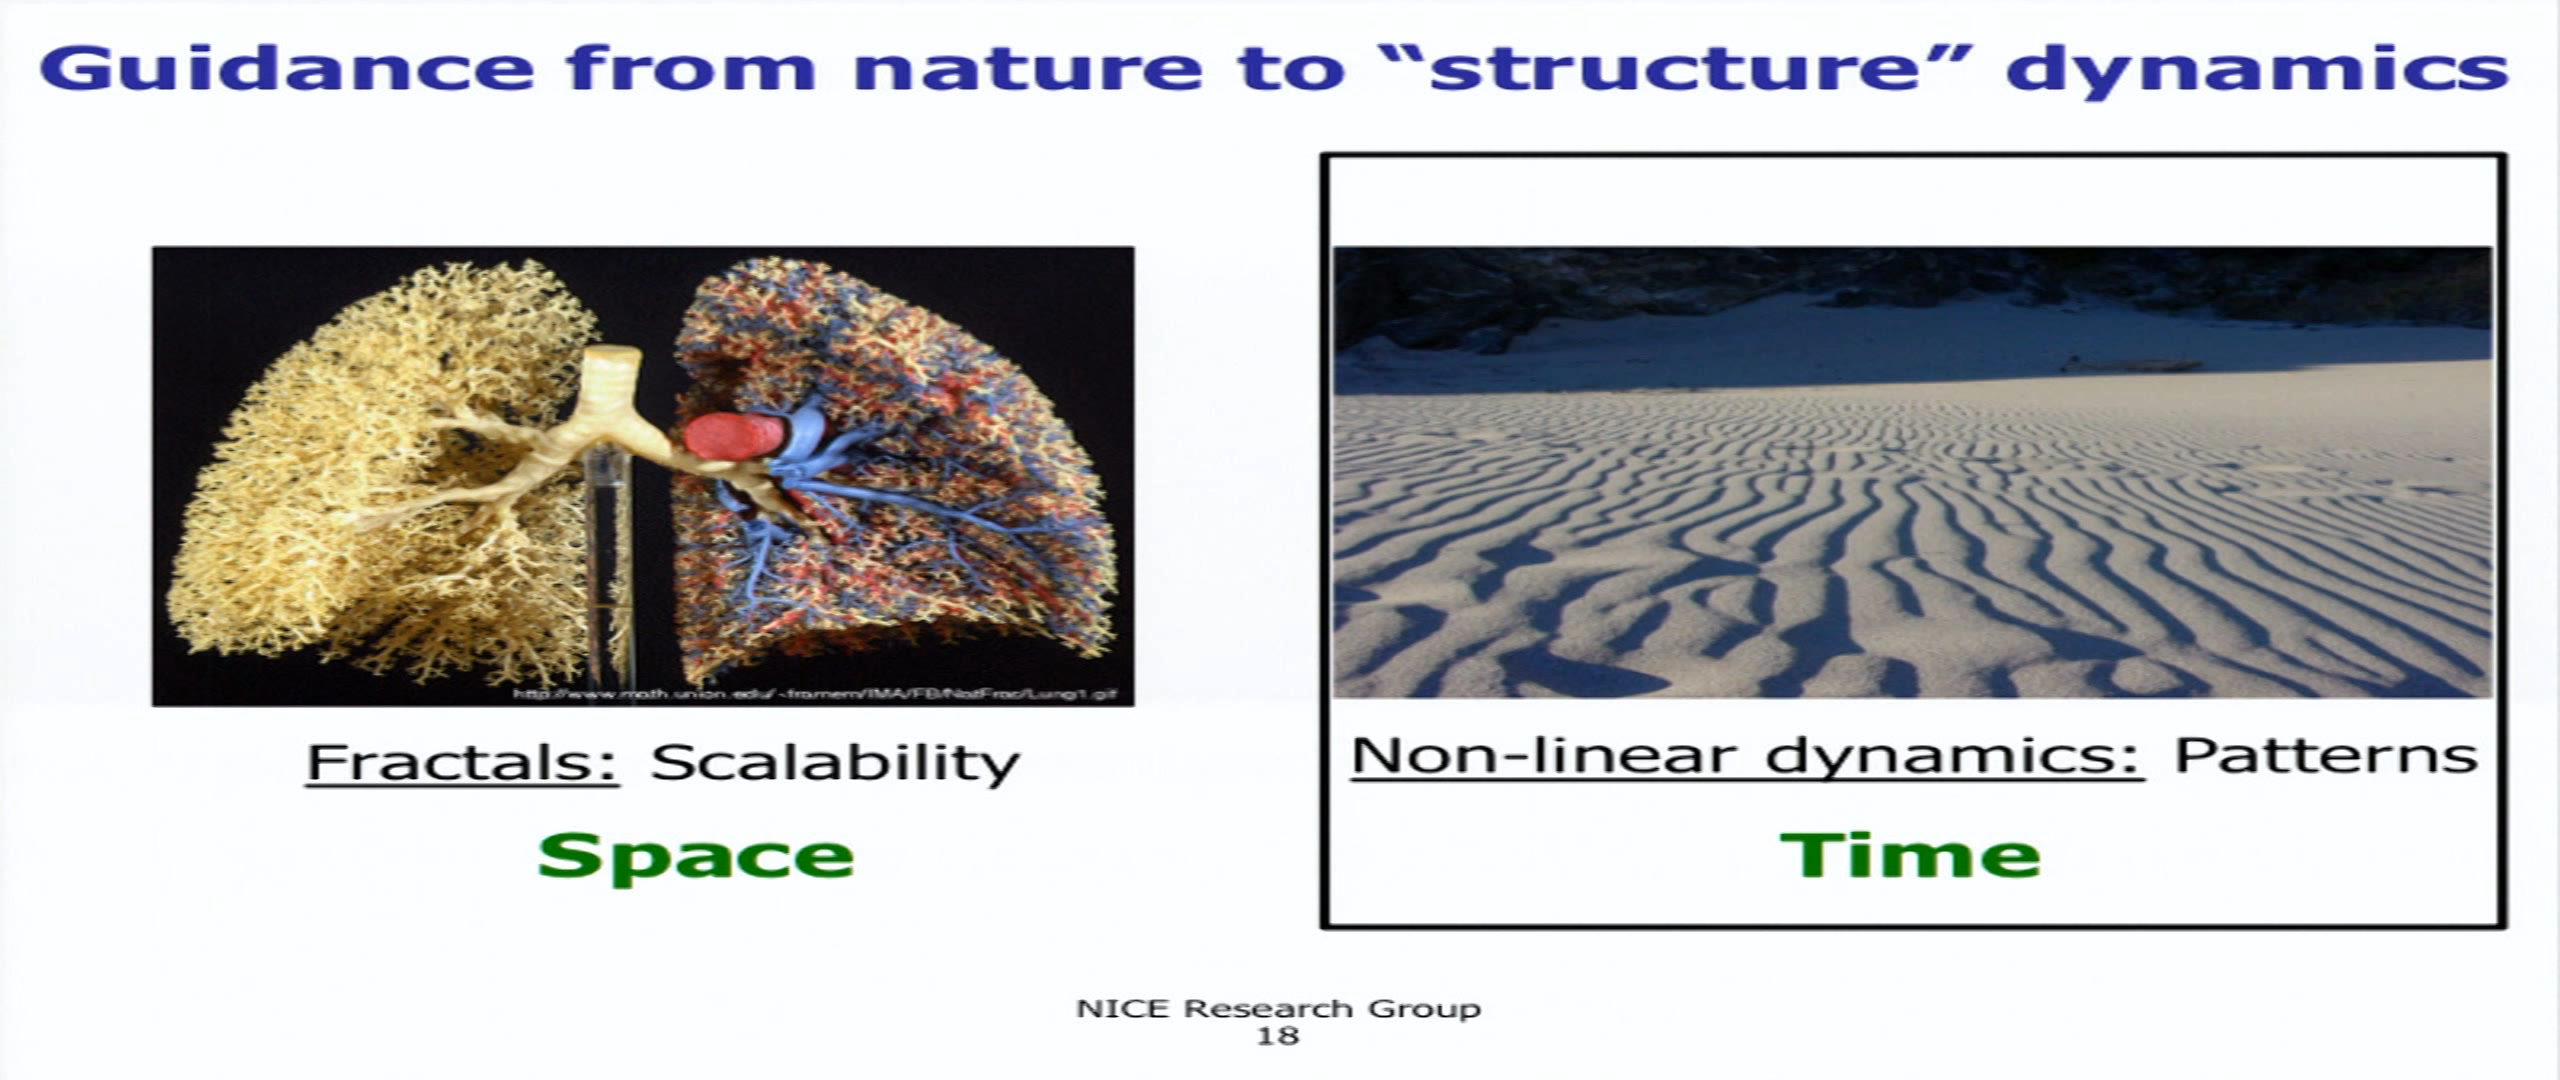 Guidance from nature to “structure” dynamics
Fractals: Scalability
Space
Non-linear dynamics: Patterns
Time
NICE Research Group
18